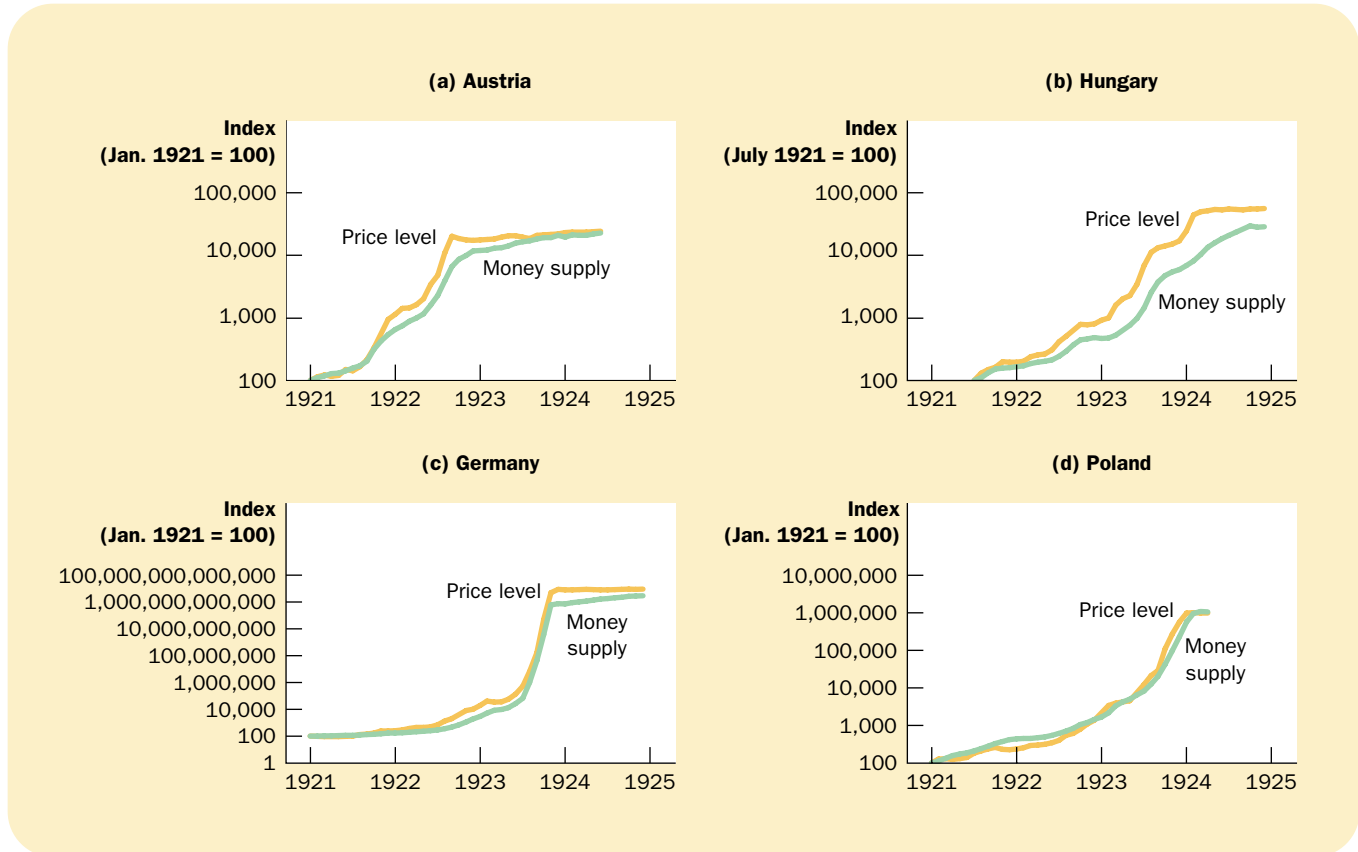 (a) Austria
Index
(Jan. 1921 = 100)
100,000
10,000
1,000
100
Price level
Money supply
1921 1922 1923 1924 1925
(b) Hungary
Index
(July 1921 = 100)
100,000
10,000
1,000
100
Price level
Money supply
1921 1922 1923 1924 1925
(c) Germany
Index
(Jan. 1921 = 100)
100,000,000,000,000
1,000,000,000,000
10,000,000,000
100,000,000
1,000,000
10,000
100
1
Price level
Money
supply
1921 1922 1923 1924 1925
(d) Poland
Index
(Jan. 1921 = 100)
10,000,000
1,000,000
100,000
10,000
1,000
100
Price level
Money
supply
1921 1922 1923 1924 1925